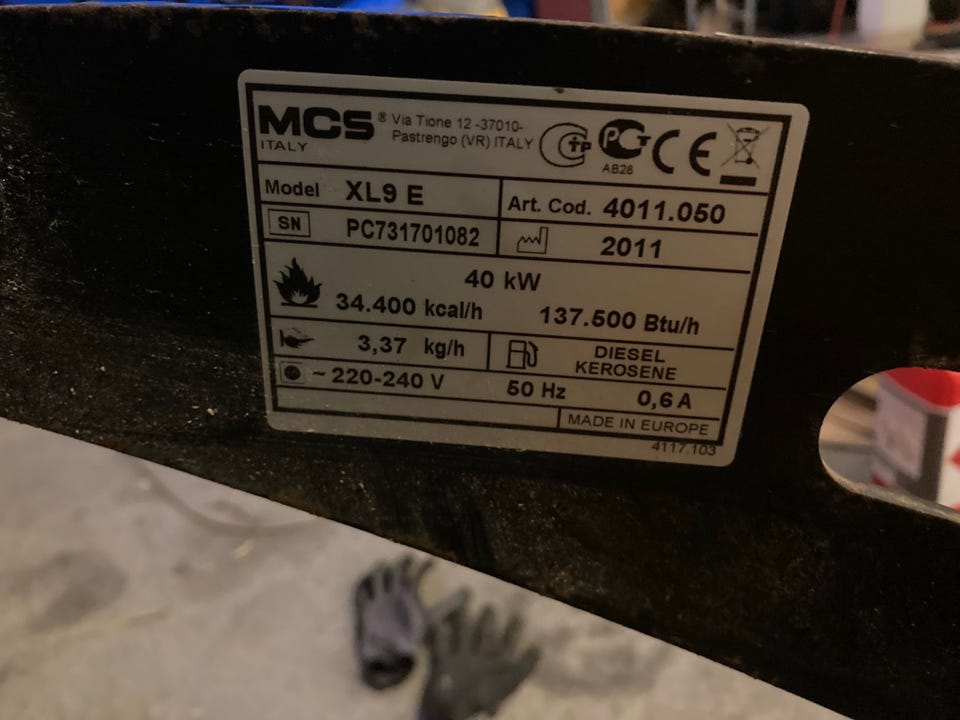 MCS® Via Tione 12 -37010-
ITALY Pastrengo (VR) ITALY
AB28
Model XL9 E Art. Cod. 4011.050
SN PC731701082 2011
40 kW
34.400 kcal/h 137.500 Btu/h
3,37 kg/h DIESEL
KEROSENE
~ 220-240 V 50 Hz 0,6 A
MADE IN EUROPE
4117.103